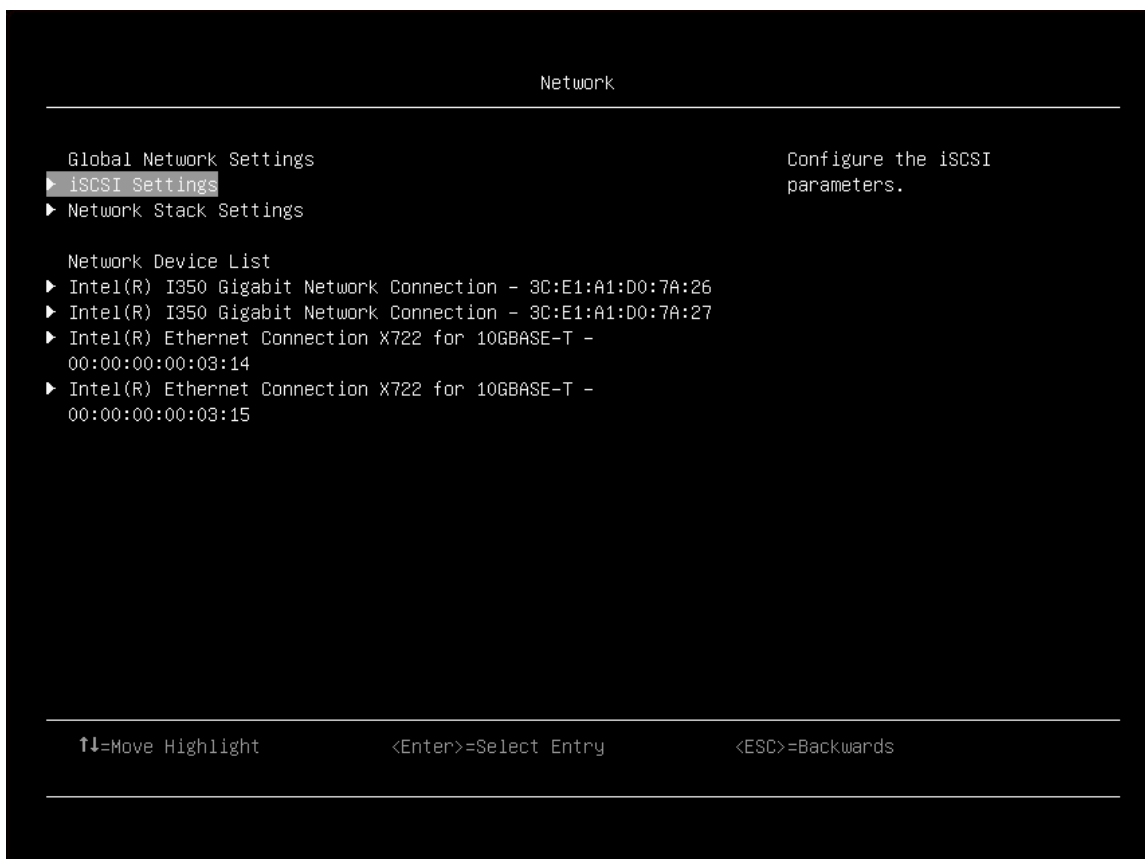 Network
Global Network Settings
Configure the iSCSI
▶ iSCSI Settings
parameters.
▶ Network Stack Settings
Network Device List
▶ Intel(R) I350 Gigabit Network Connection - 3C:E1:A1:D0:7A:26
▶ Intel(R) I350 Gigabit Network Connection - 3C:E1:A1:D0:7A:27
▶ Intel(R) Ethernet Connection X722 for 10GBASE-T -
00:00:00:00:03:14
▶ Intel(R) Ethernet Connection X722 for 10GBASE-T -
00:00:00:00:03:15
↑↓=Move Highlight <Enter>=Select Entry <ESC>=Backwards